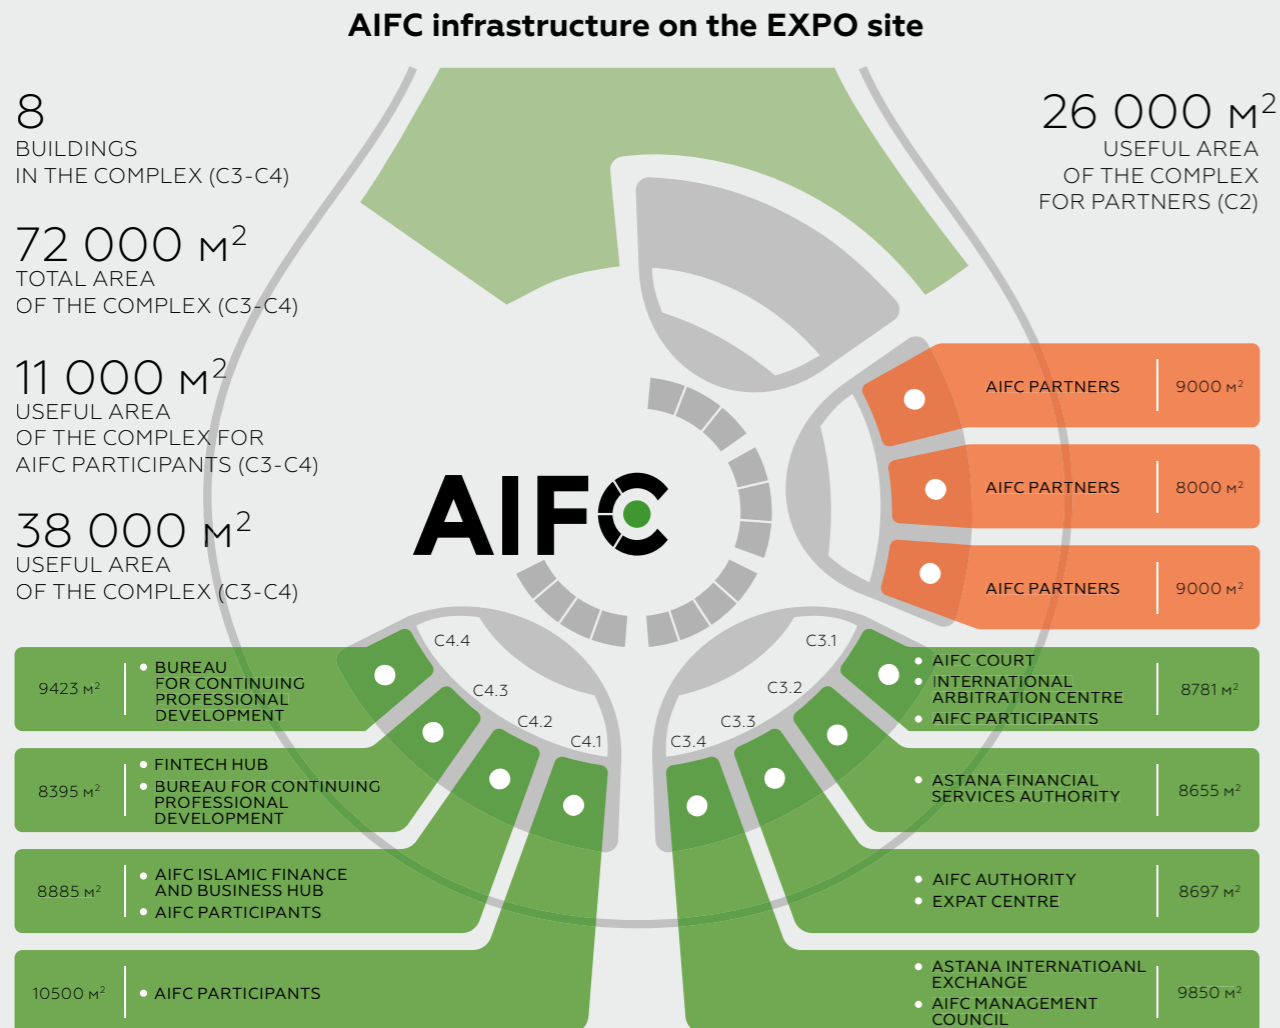 AIFC infrastructure on the EXPO site
8
BUILDINGS
IN THE COMPLEX (C3-C4)
72 000 м²
TOTAL AREA
OF THE COMPLEX (C3-C4)
11 000 м²
USEFUL AREA
OF THE COMPLEX FOR
AIFC PARTICIPANTS (C3-C4)
38 000 м²
USEFUL AREA
OF THE COMPLEX (C3-C4)
26 000 м²
USEFUL AREA
OF THE COMPLEX
FOR PARTNERS (C2)
AIFC PARTNERS
9000 м²
AIFC PARTNERS
8000 м²
AIFC PARTNERS
9000 м²
AIFC
C4.4
C4.3
C4.2
C4.1
C3.1
C3.2
C3.3
C3.4
9423 м²
• BUREAU
FOR CONTINUING
PROFESSIONAL
DEVELOPMENT
8395 м²
• FINTECH HUB
• BUREAU FOR CONTINUING
PROFESSIONAL
DEVELOPMENT
8885 м²
• AIFC ISLAMIC FINANCE
AND BUSINESS HUB
• AIFC PARTICIPANTS
10500 м²
• AIFC PARTICIPANTS
• AIFC COURT
• INTERNATIONAL
ARBITRATION CENTRE
• AIFC PARTICIPANTS
8781 м²
• ASTANA FINANCIAL
SERVICES AUTHORITY
8655 м²
• AIFC AUTHORITY
• EXPAT CENTRE
8697 м²
• ASTANA INTERNATIOANL
EXCHANGE
• AIFC MANAGEMENT
COUNCIL
9850 м²